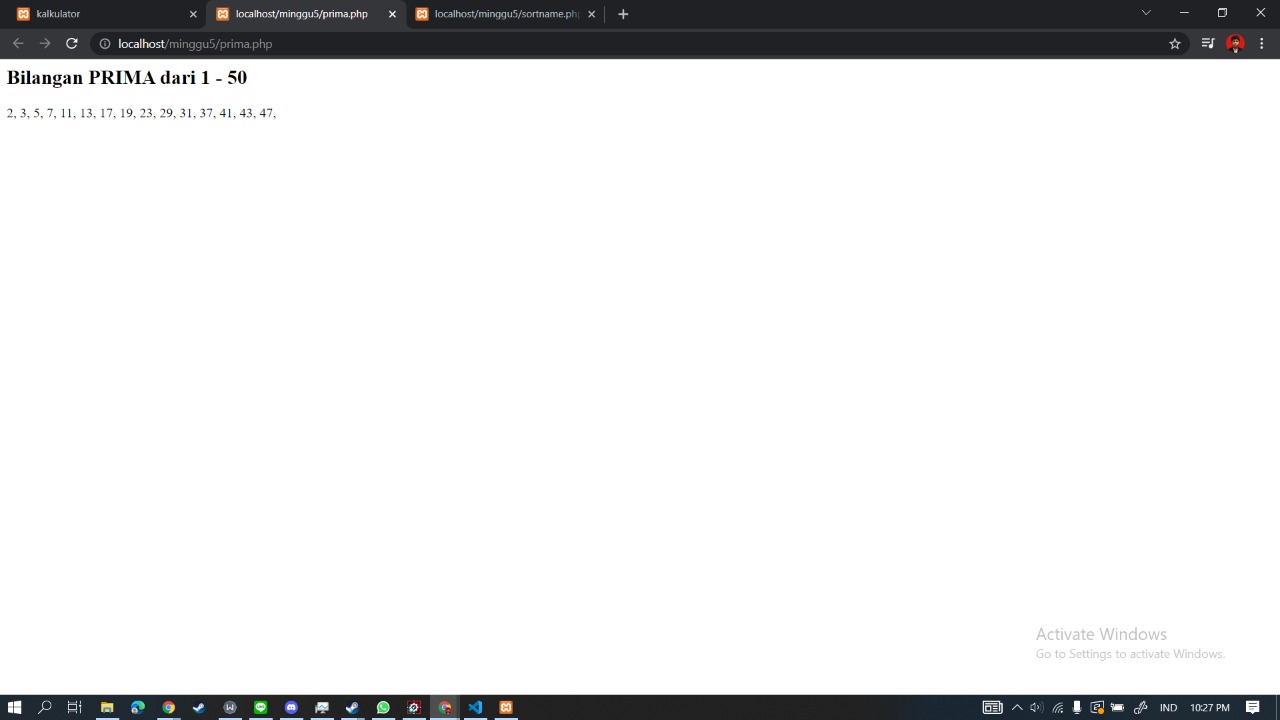 kalkulator
localhost/minggu5/prima.php
localhost/minggu5/sortname.php
localhost/minggu5/prima.php
Bilangan PRIMA dari 1 - 50
2, 3, 5, 7, 11, 13, 17, 19, 23, 29, 31, 37, 41, 43, 47,
Activate Windows
Go to Settings to activate Windows.
IND 10:27 PM